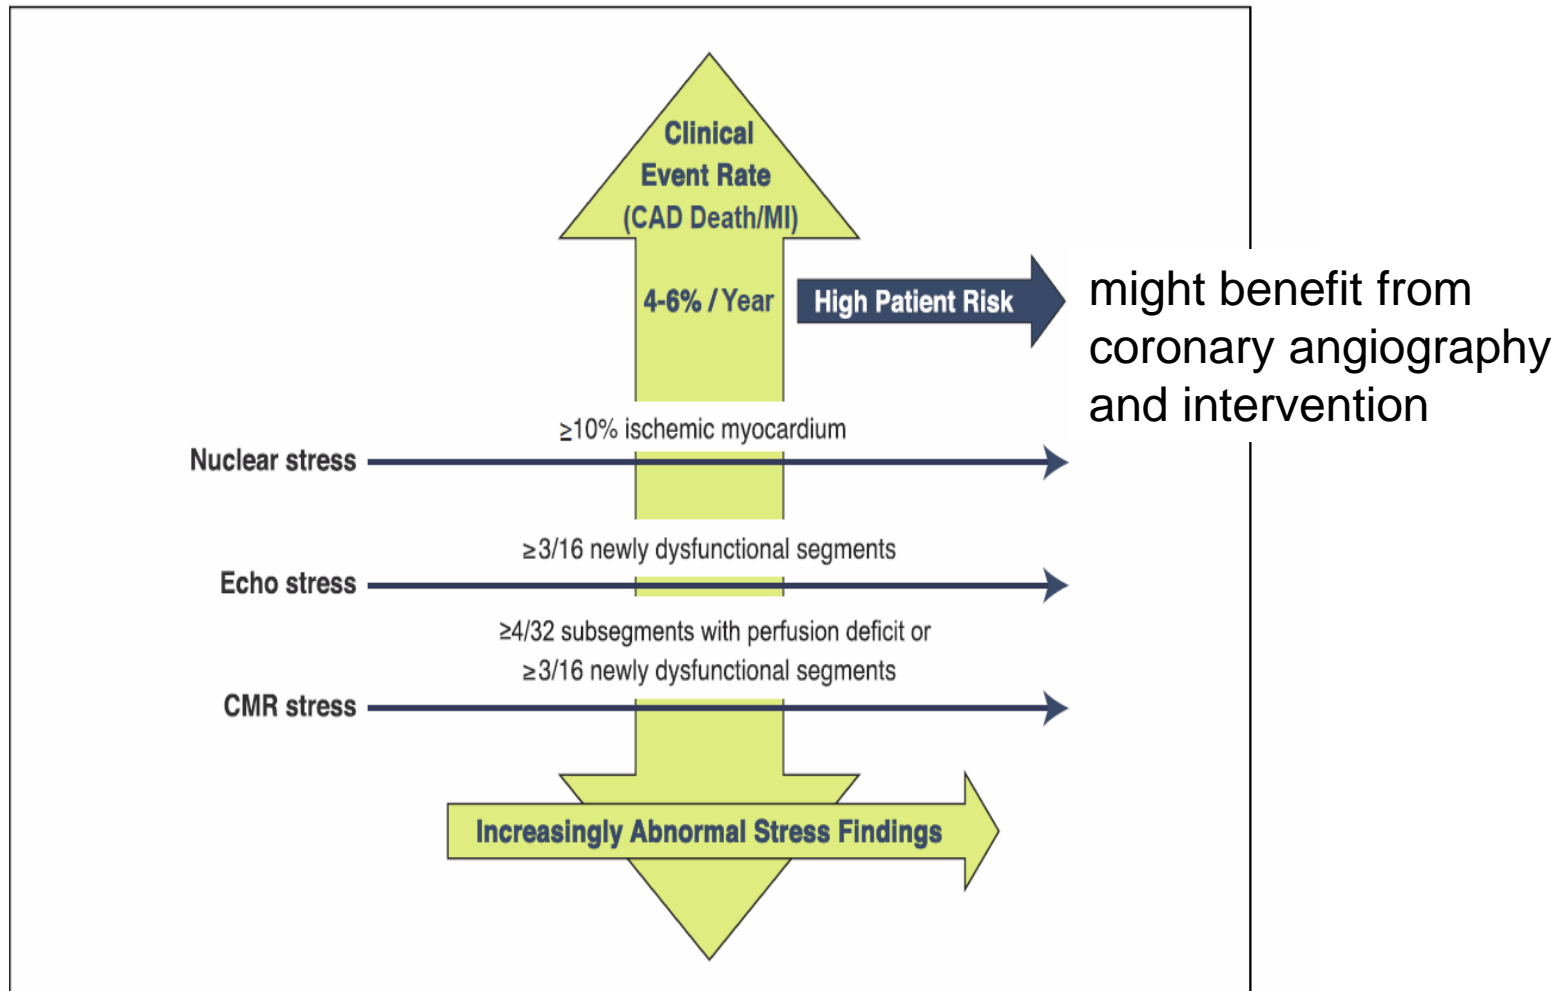 Clinical
Event Rate
(CAD Death/MI)
4-6% / Year
High Patient Risk
might benefit from
coronary angiography
and intervention
≥10% ischemic myocardium
Nuclear stress
≥3/16 newly dysfunctional segments
Echo stress
≥4/32 subsegments with perfusion deficit or
≥3/16 newly dysfunctional segments
CMR stress
Increasingly Abnormal Stress Findings